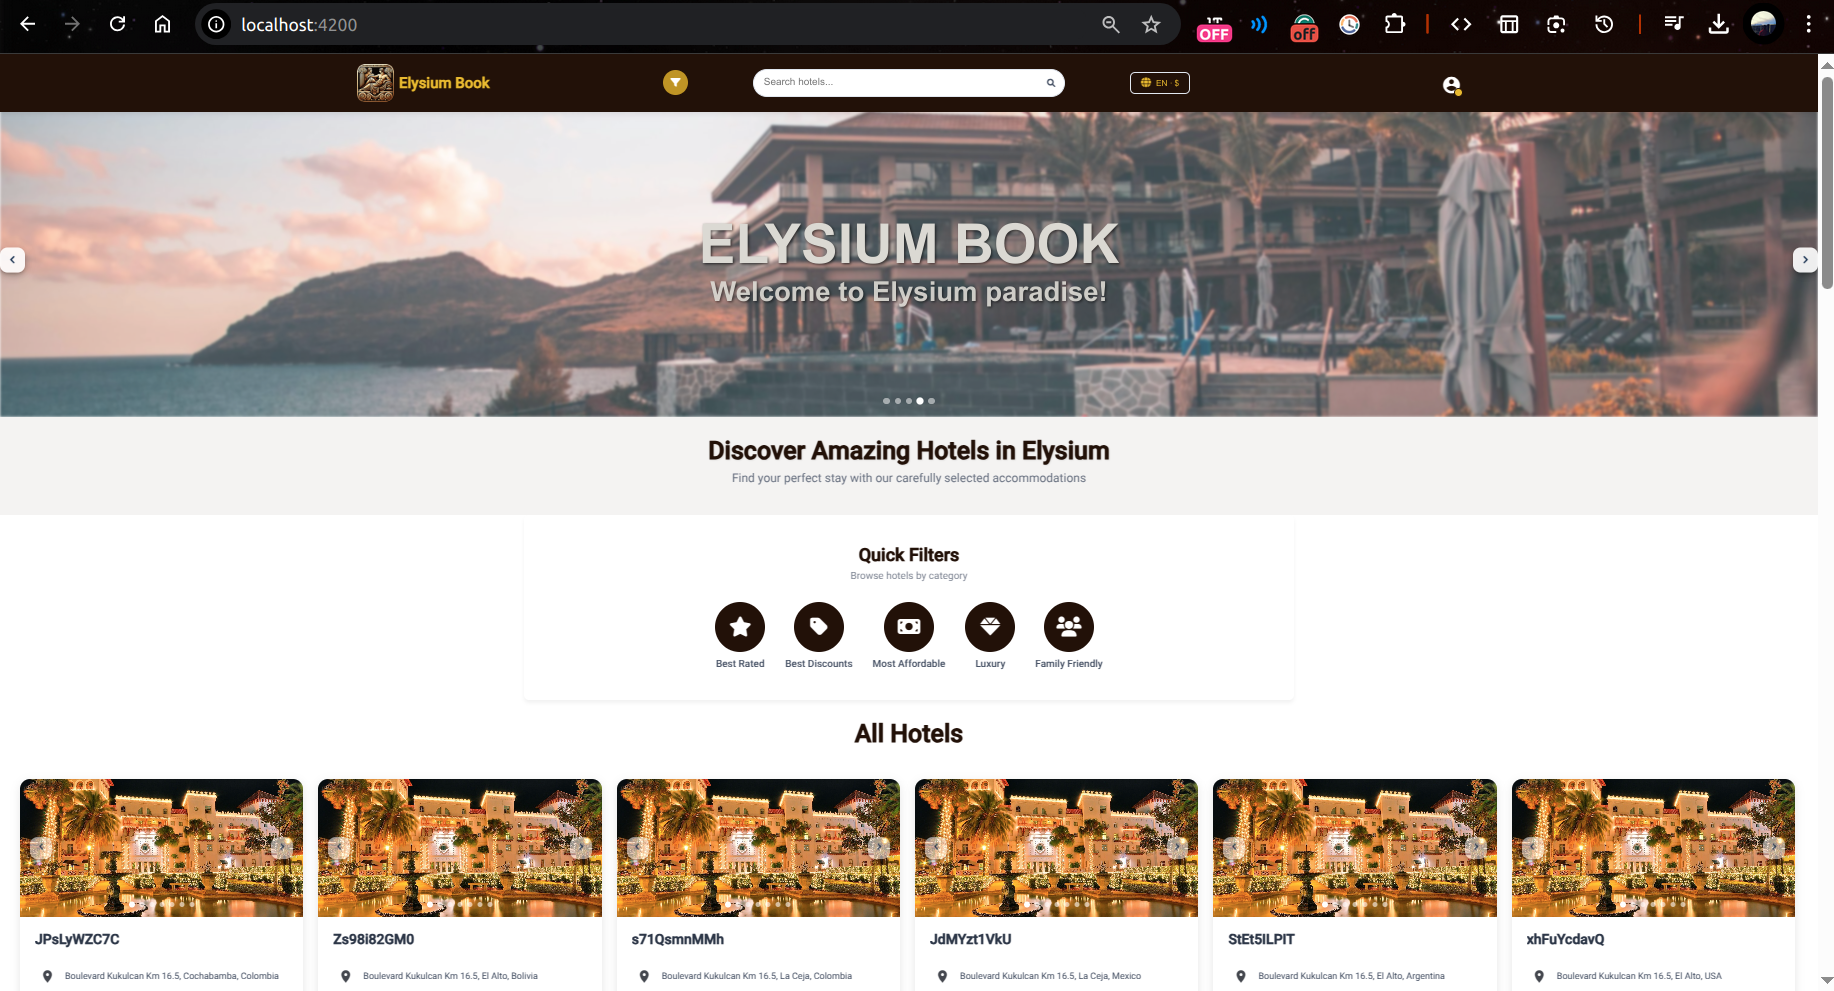 localhost:4200
OFF
off
Elysium Book
Search hotels...
EN · $
ELYSIUM BOOK
Welcome to Elysium paradise!
Discover Amazing Hotels in Elysium
Find your perfect stay with our carefully selected accommodations
Quick Filters
Browse hotels by category
Best Rated
Best Discounts
Most Affordable
Luxury
Family Friendly
All Hotels
JPsLyWZC7C
Boulevard Kukulcan Km 16.5, Cochabamba, Colombia
Zs98i82GM0
Boulevard Kukulcan Km 16.5, El Alto, Bolivia
s71QsmnMMh
Boulevard Kukulcan Km 16.5, La Ceja, Colombia
JdMYzt1VkU
Boulevard Kukulcan Km 16.5, La Ceja, Mexico
Boulevard Kukulcan Km 16.5, El Alto, Argentina
xhFuYcdavQ
Boulevard Kukulcan Km 16.5, El Alto, USA